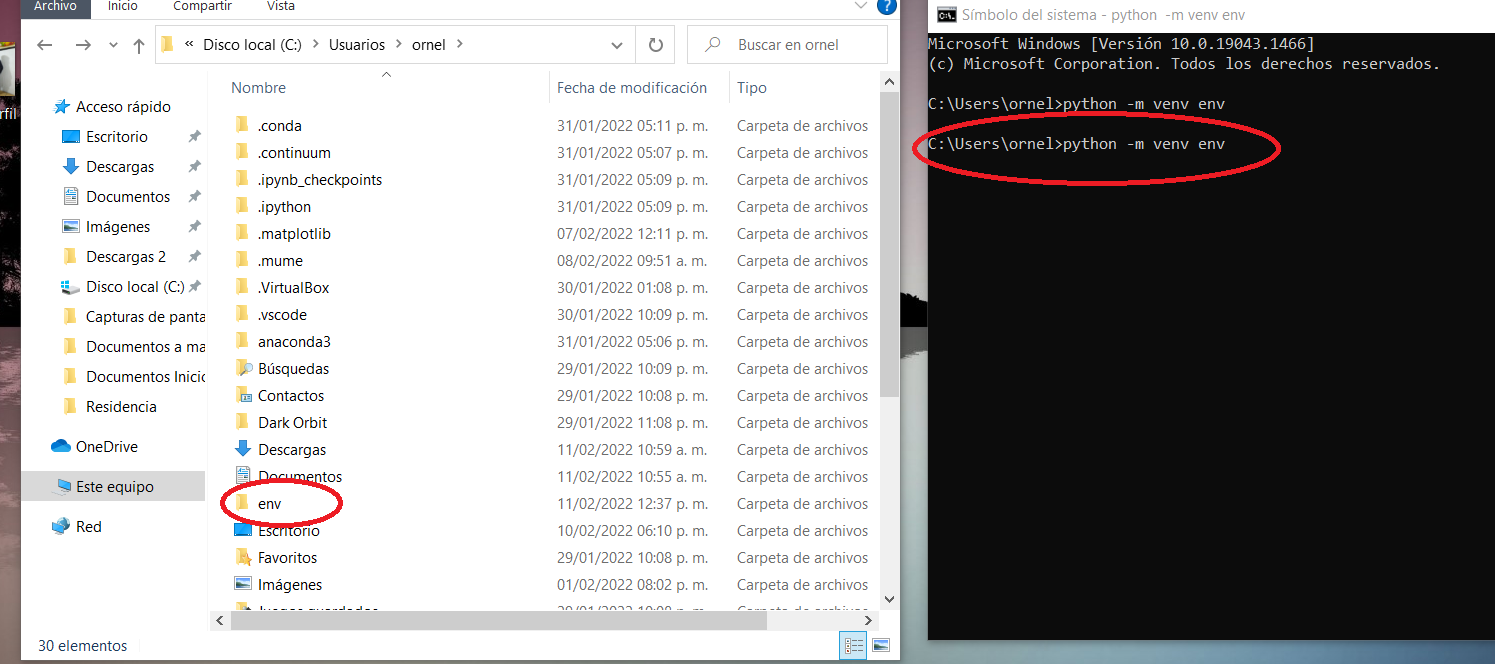 Archivo Inicio Compartir Vista
?
« Disco local (C:) > Usuarios > ornel >
Buscar en ornel
Acceso rápido
Escritorio
Descargas
Documentos
Imágenes
Descargas 2
Disco local (C:)
Capturas de panta
Documentos a ma
Documentos Inicic
Residencia
OneDrive
Este equipo
Red
Nombre Fecha de modificación Tipo
.conda 31/01/2022 05:11 p. m. Carpeta de archivos
.continuum 31/01/2022 05:07 p. m. Carpeta de archivos
.ipynb_checkpoints 31/01/2022 05:09 p. m. Carpeta de archivos
.ipython 31/01/2022 05:09 p. m. Carpeta de archivos
.matplotlib 07/02/2022 12:11 p. m. Carpeta de archivos
.mume 08/02/2022 09:51 a. m. Carpeta de archivos
.VirtualBox 30/01/2022 01:08 p. m. Carpeta de archivos
.vscode 30/01/2022 10:09 p. m. Carpeta de archivos
anaconda3 31/01/2022 05:06 p. m. Carpeta de archivos
Búsquedas 29/01/2022 10:09 p. m. Carpeta de archivos
Contactos 29/01/2022 10:08 p. m. Carpeta de archivos
Dark Orbit 29/01/2022 11:08 p. m. Carpeta de archivos
Descargas 11/02/2022 10:59 a. m. Carpeta de archivos
Documentos 11/02/2022 10:55 a. m. Carpeta de archivos
env 11/02/2022 12:37 p. m. Carpeta de archivos
Escritorio 10/02/2022 06:10 p. m. Carpeta de archivos
Favoritos 29/01/2022 10:08 p. m. Carpeta de archivos
Imágenes 01/02/2022 08:02 p. m. Carpeta de archivos
30 elementos
rfil
Símbolo del sistema - python -m venv env
Microsoft Windows [Versión 10.0.19043.1466]
(c) Microsoft Corporation. Todos los derechos reservados.
C:\Users\ornel>python -m venv env
C:\Users\ornel>python -m venv env